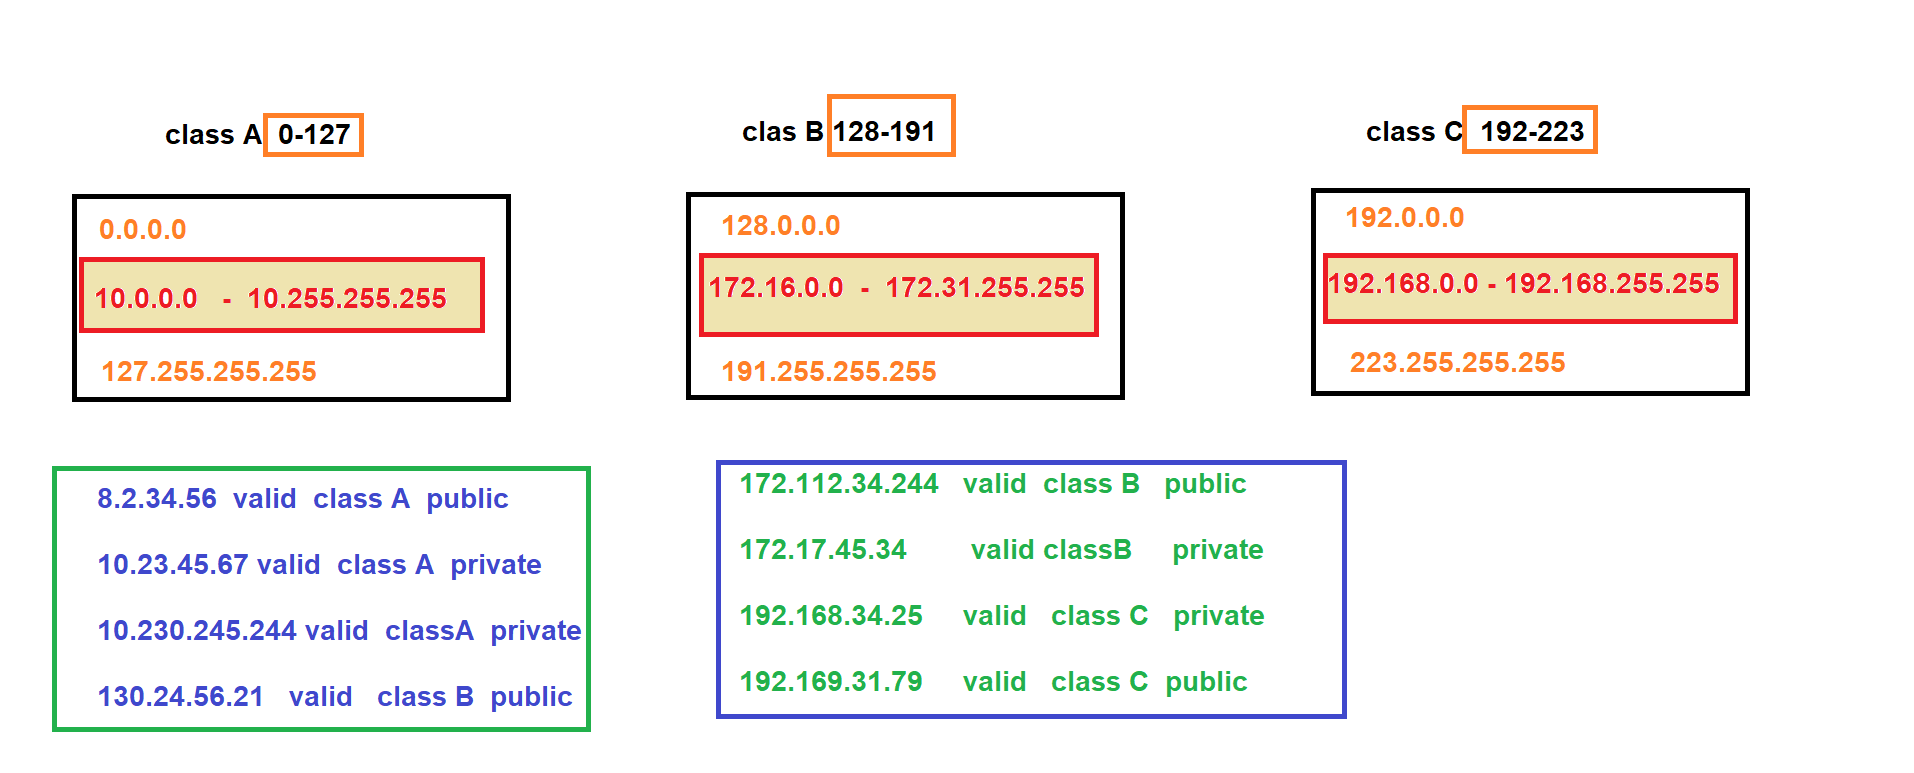 class A 0-127
0.0.0.0
10.0.0.0 - 10.255.255.255
127.255.255.255
clas B 128-191
128.0.0.0
172.16.0.0 - 172.31.255.255
191.255.255.255
class C 192-223
192.0.0.0
192.168.0.0 - 192.168.255.255
223.255.255.255
8.2.34.56 valid class A public
10.23.45.67 valid class A private
10.230.245.244 valid classA private
130.24.56.21 valid class B public
172.112.34.244 valid class B public
172.17.45.34 valid classB private
192.168.34.25 valid class C private
192.169.31.79 valid class C public